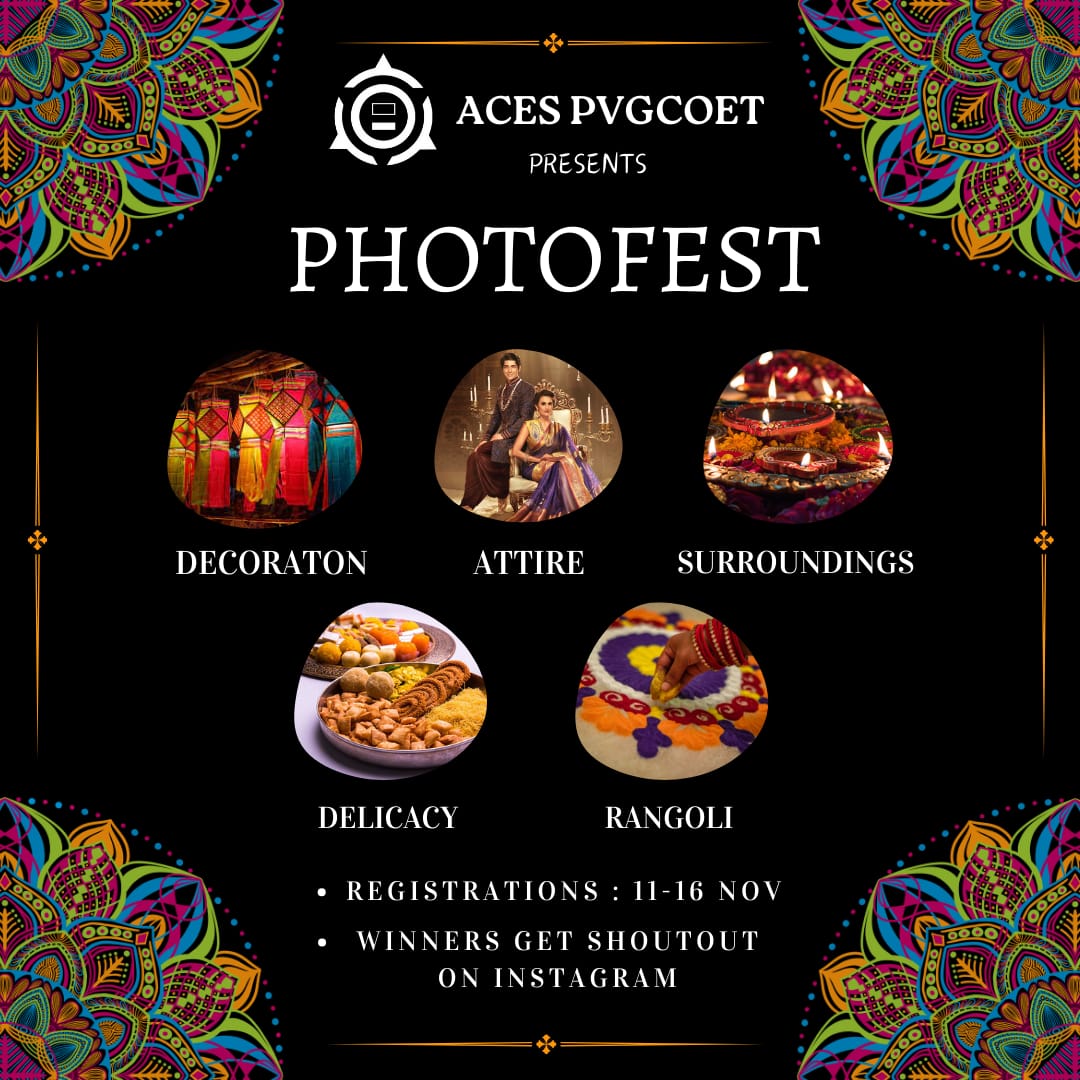 ACES PVGCOET
PRESENTS
PHOTOFEST
DECORATON
ATTIRE
SURROUNDINGS
DELICACY
RANGOLI
• REGISTRATIONS : 11-16 NOV
• WINNERS GET SHOUTOUT
ON INSTAGRAM